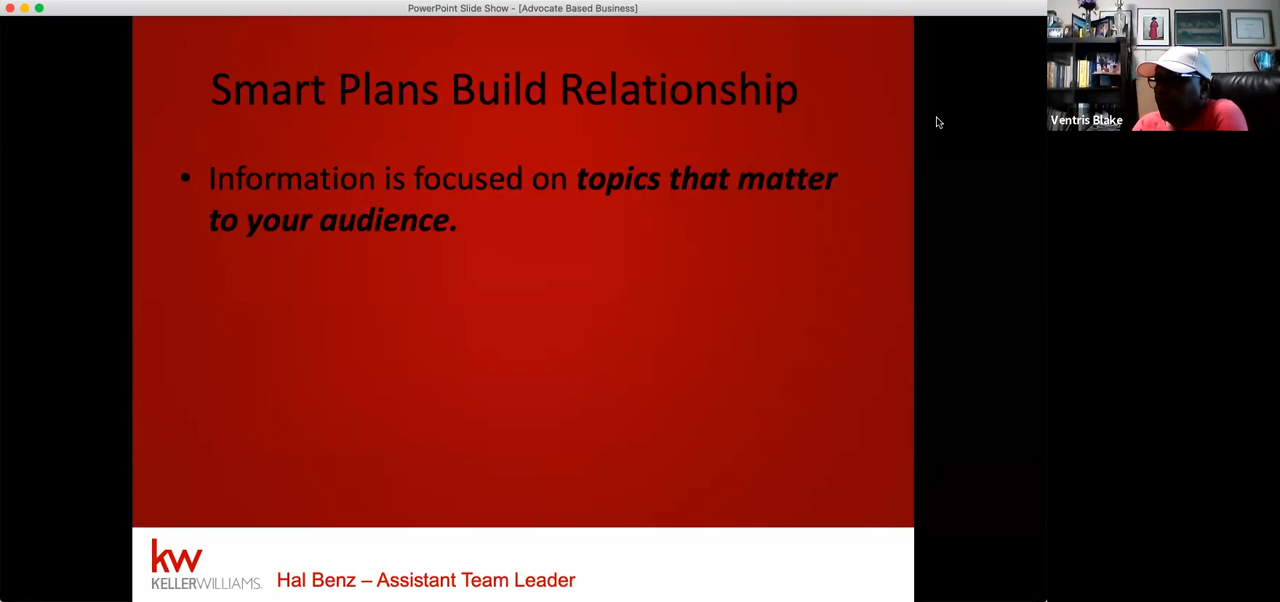 PowerPoint Slide Show - [Advocate Based Business]
Smart Plans Build Relationship
• Information is focused on topics that matter
to your audience.
Ventris Blake
kw
KELLERWILLIAMS.
Hal Benz – Assistant Team Leader